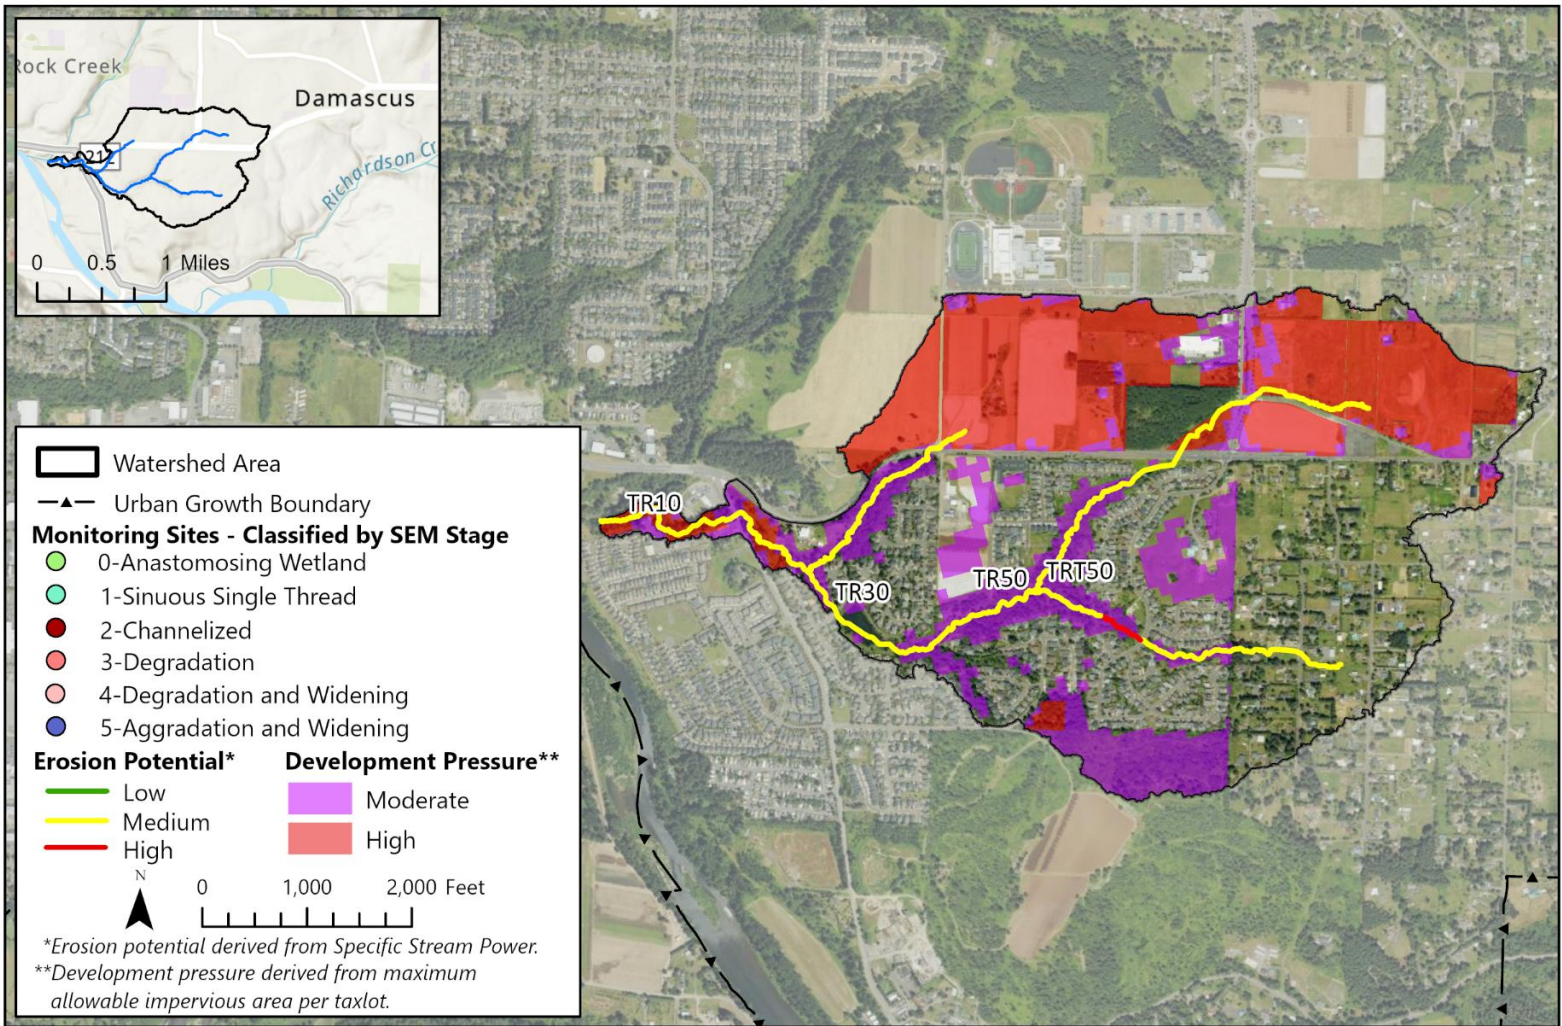 Rock Creek
Damascus
212
Richardson Cr
0 0.5 1 Miles
Watershed Area
Urban Growth Boundary
Monitoring Sites - Classified by SEM Stage
0-Anastomosing Wetland
1-Sinuous Single Thread
2-Channelized
3-Degradation
4-Degradation and Widening
5-Aggradation and Widening
Erosion Potential* Development Pressure**
Low
Medium
High
Moderate
High
N
0 1,000 2,000 Feet
*Erosion potential derived from Specific Stream Power.
**Development pressure derived from maximum
allowable impervious area per taxlot.
TR10
TR30
TR50
TRT50